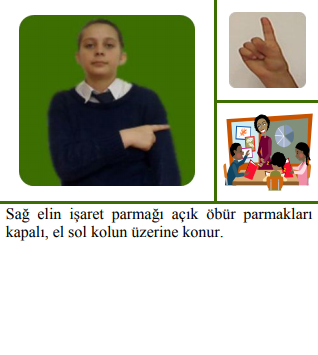 Sağ elin işaret parmağı açık öbür parmakları
kapalı, el sol kolun üzerine konur.